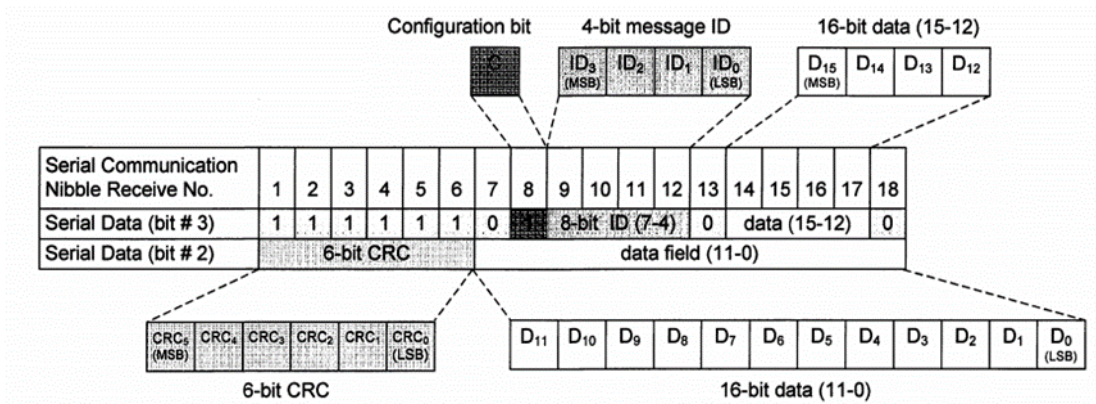 Configuration bit 4-bit message ID 16-bit data (15-12)
C ID3 ID2 ID1 ID0 D15 D14 D13 D12
(MSB) (LSB) (MSB)
Serial Communication
Nibble Receive No. 1 2 3 4 5 6 7 8 9 10 11 12 13 14 15 16 17 18
Serial Data (bit # 3) 1 1 1 1 1 1 0 1 8-bit ID (7-4) 0 data (15-12) 0
Serial Data (bit # 2) 6-bit CRC data field (11-0)
CRC5 CRC4 CRC3 CRC2 CRC1 CRC0 D11 D10 D9 D8 D7 D6 D5 D4 D3 D2 D1 D0
(MSB) (LSB) (LSB)
6-bit CRC 16-bit data (11-0)